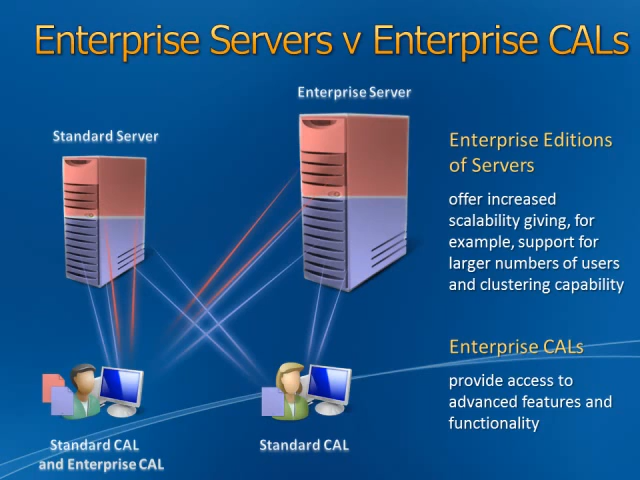 Enterprise Servers v Enterprise CALs
Enterprise Server
Standard Server
Enterprise Editions
of Servers
offer increased
scalability giving, for
example, support for
larger numbers of users
and clustering capability
Enterprise CALs
provide access to
advanced features and
functionality
Standard CAL
and Enterprise CAL
Standard CAL